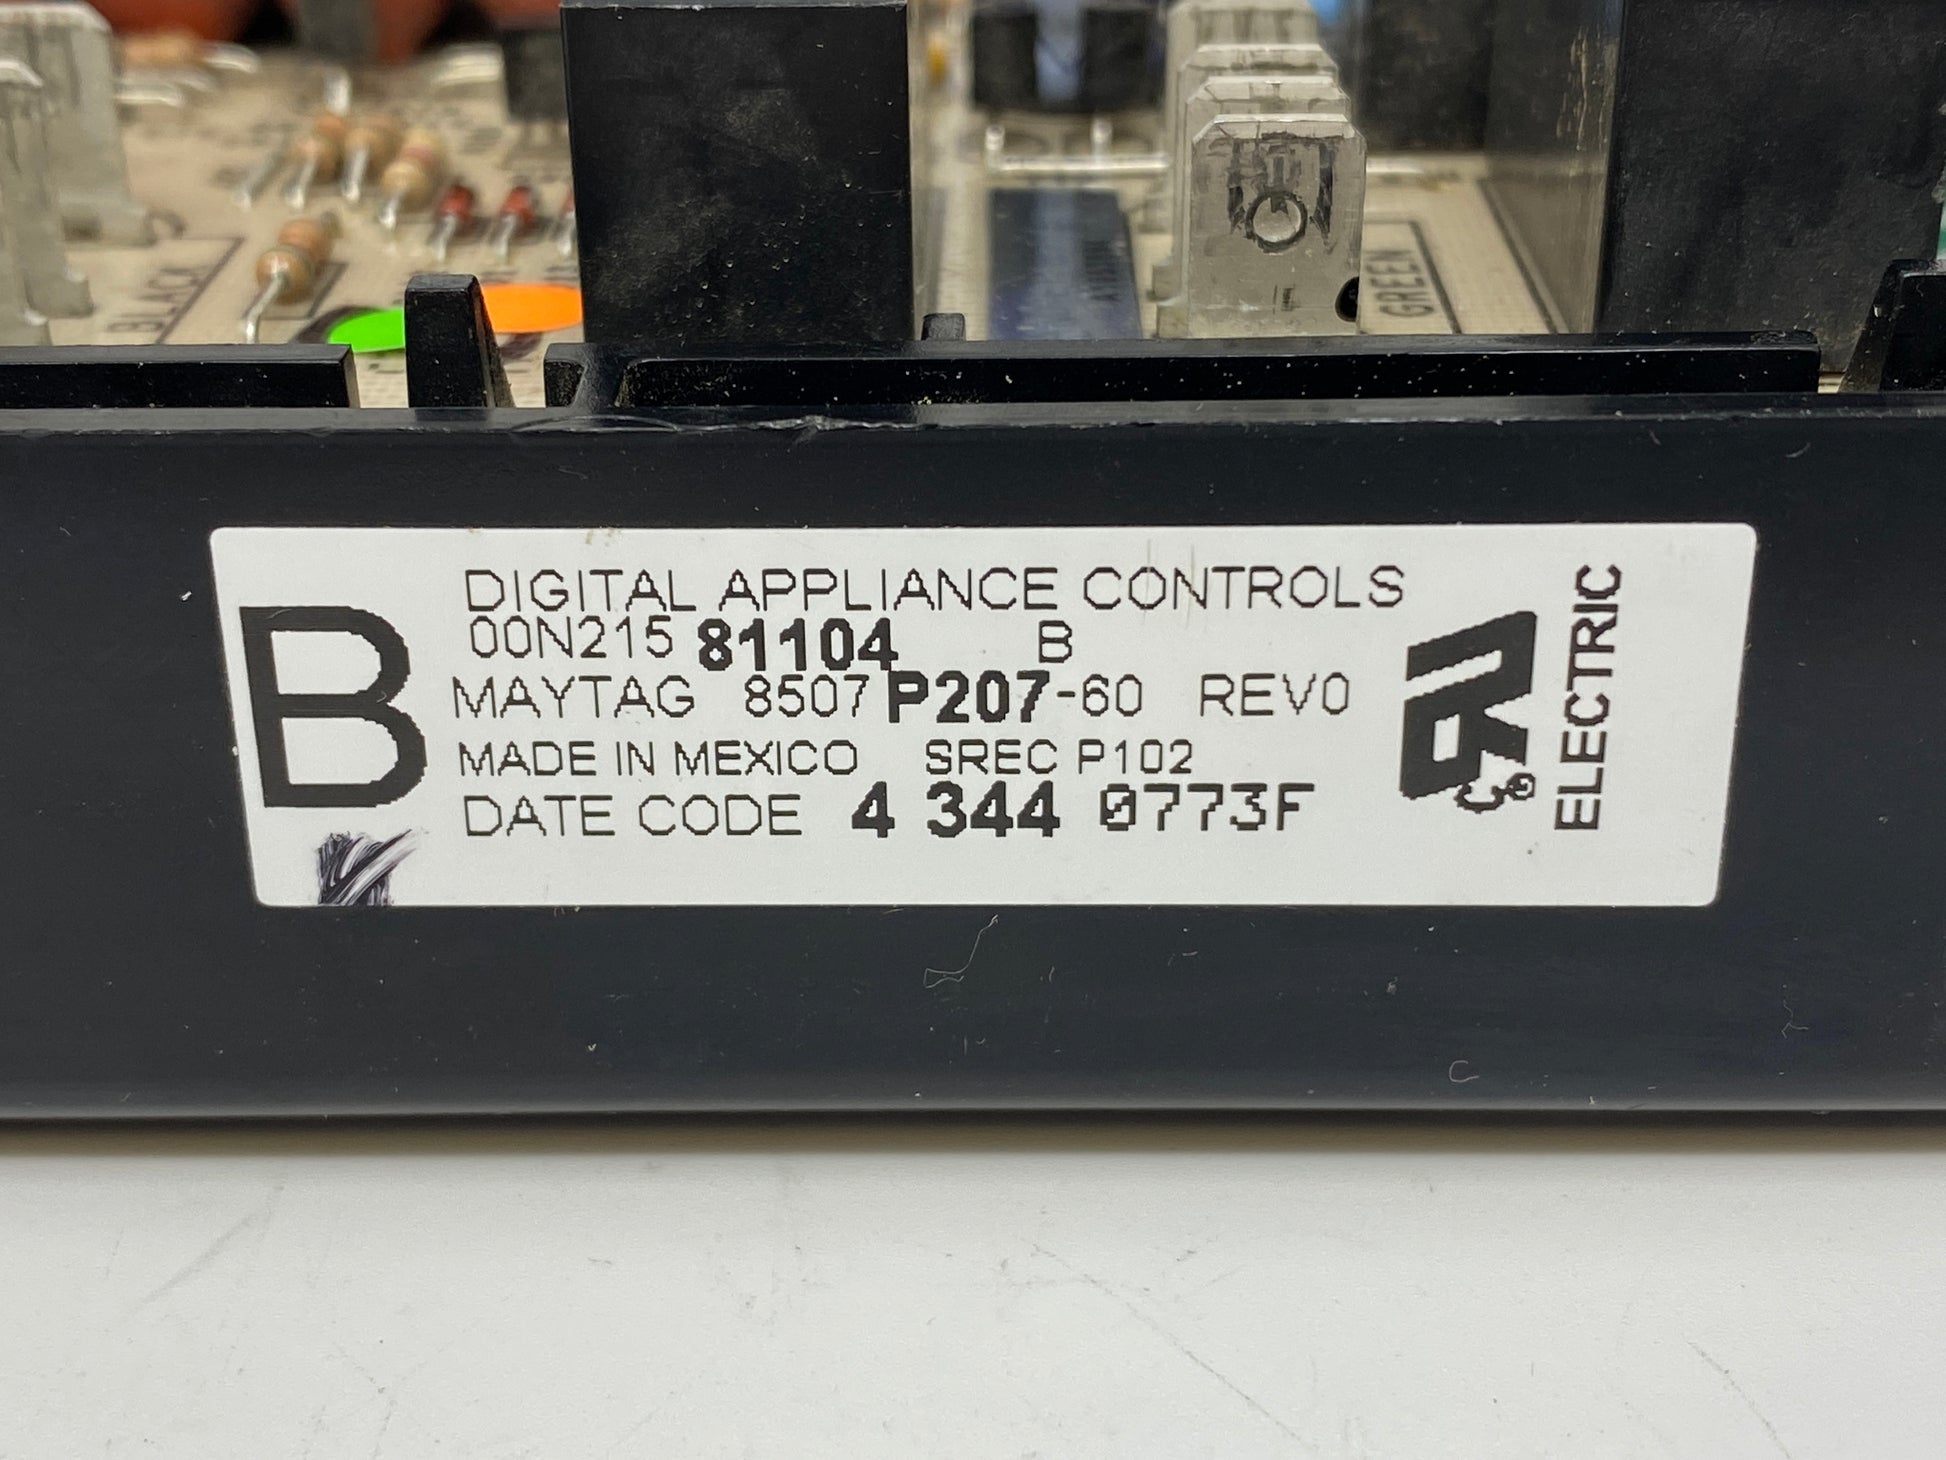 BLACK
GREEN
B
DIGITAL APPLIANCE CONTROLS
00N215 81104 B
MAYTAG 8507 P207-60 REV0
MADE IN MEXICO SREC P102
DATE CODE 4 344 0773F
ELECTRIC